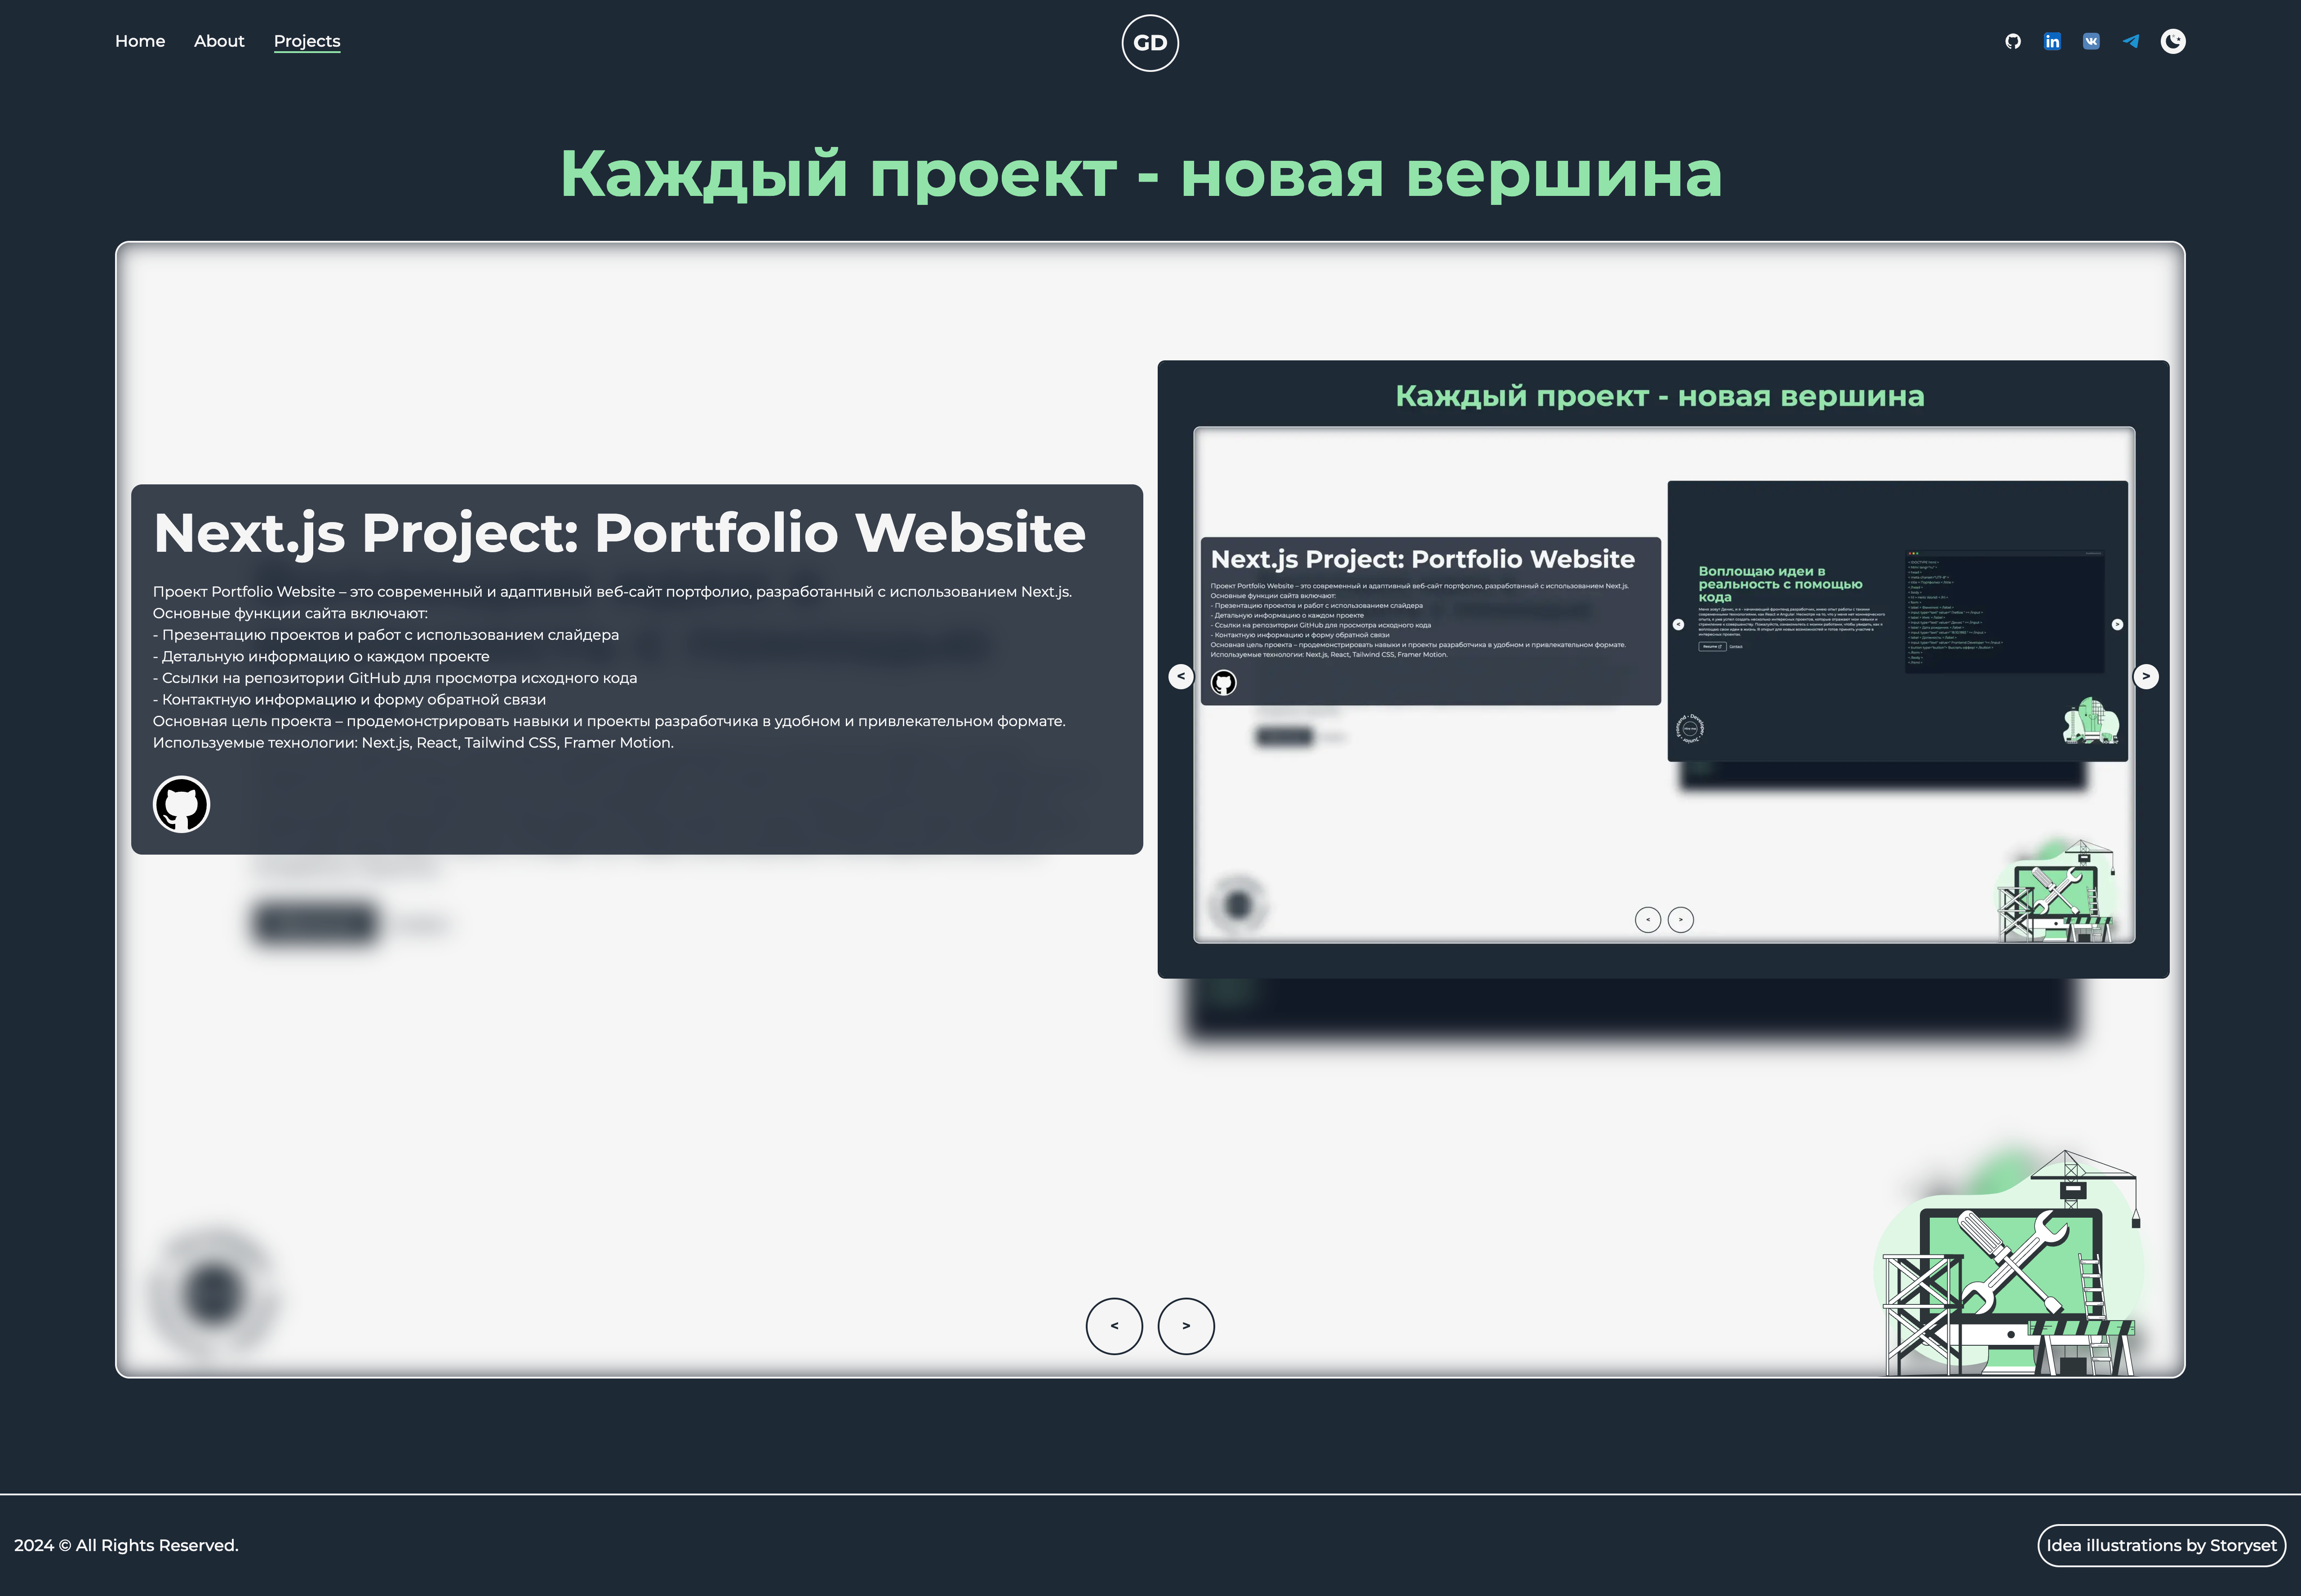 Home About Projects
GD
in
Каждый проект - новая вершина
Next.js Project: Portfolio Website
Проект Portfolio Website – это современный и адаптивный веб-сайт портфолио, разработанный с использованием Next.js.
Основные функции сайта включают:
- Презентацию проектов и работ с использованием слайдера
- Детальную информацию о каждом проекте
- Ссылки на репозитории GitHub для просмотра исходного кода
- Контактную информацию и форму обратной связи
Основная цель проекта – продемонстрировать навыки и проекты разработчика в удобном и привлекательном формате.
Используемые технологии: Next.js, React, Tailwind CSS, Framer Motion.
Каждый проект - новая вершина
Next.js Project: Portfolio Website
Проект Portfolio Website – это современный и адаптивный веб-сайт портфолио, разработанный с использованием Next.js.
Основные функции сайта включают:
- Презентацию проектов и работ с использованием слайдера
- Детальную информацию о каждом проекте
- Ссылки на репозитории GitHub для просмотра исходного кода
- Контактную информацию и форму обратной связи
Основная цель проекта – продемонстрировать навыки и проекты разработчика в удобном и привлекательном формате.
Используемые технологии: Next.js, React, Tailwind CSS, Framer Motion.
Воплощаю идеи в
реальность с помощью
кода
< >
< >
< >
< >
2024 © All Rights Reserved.
Idea illustrations by Storyset